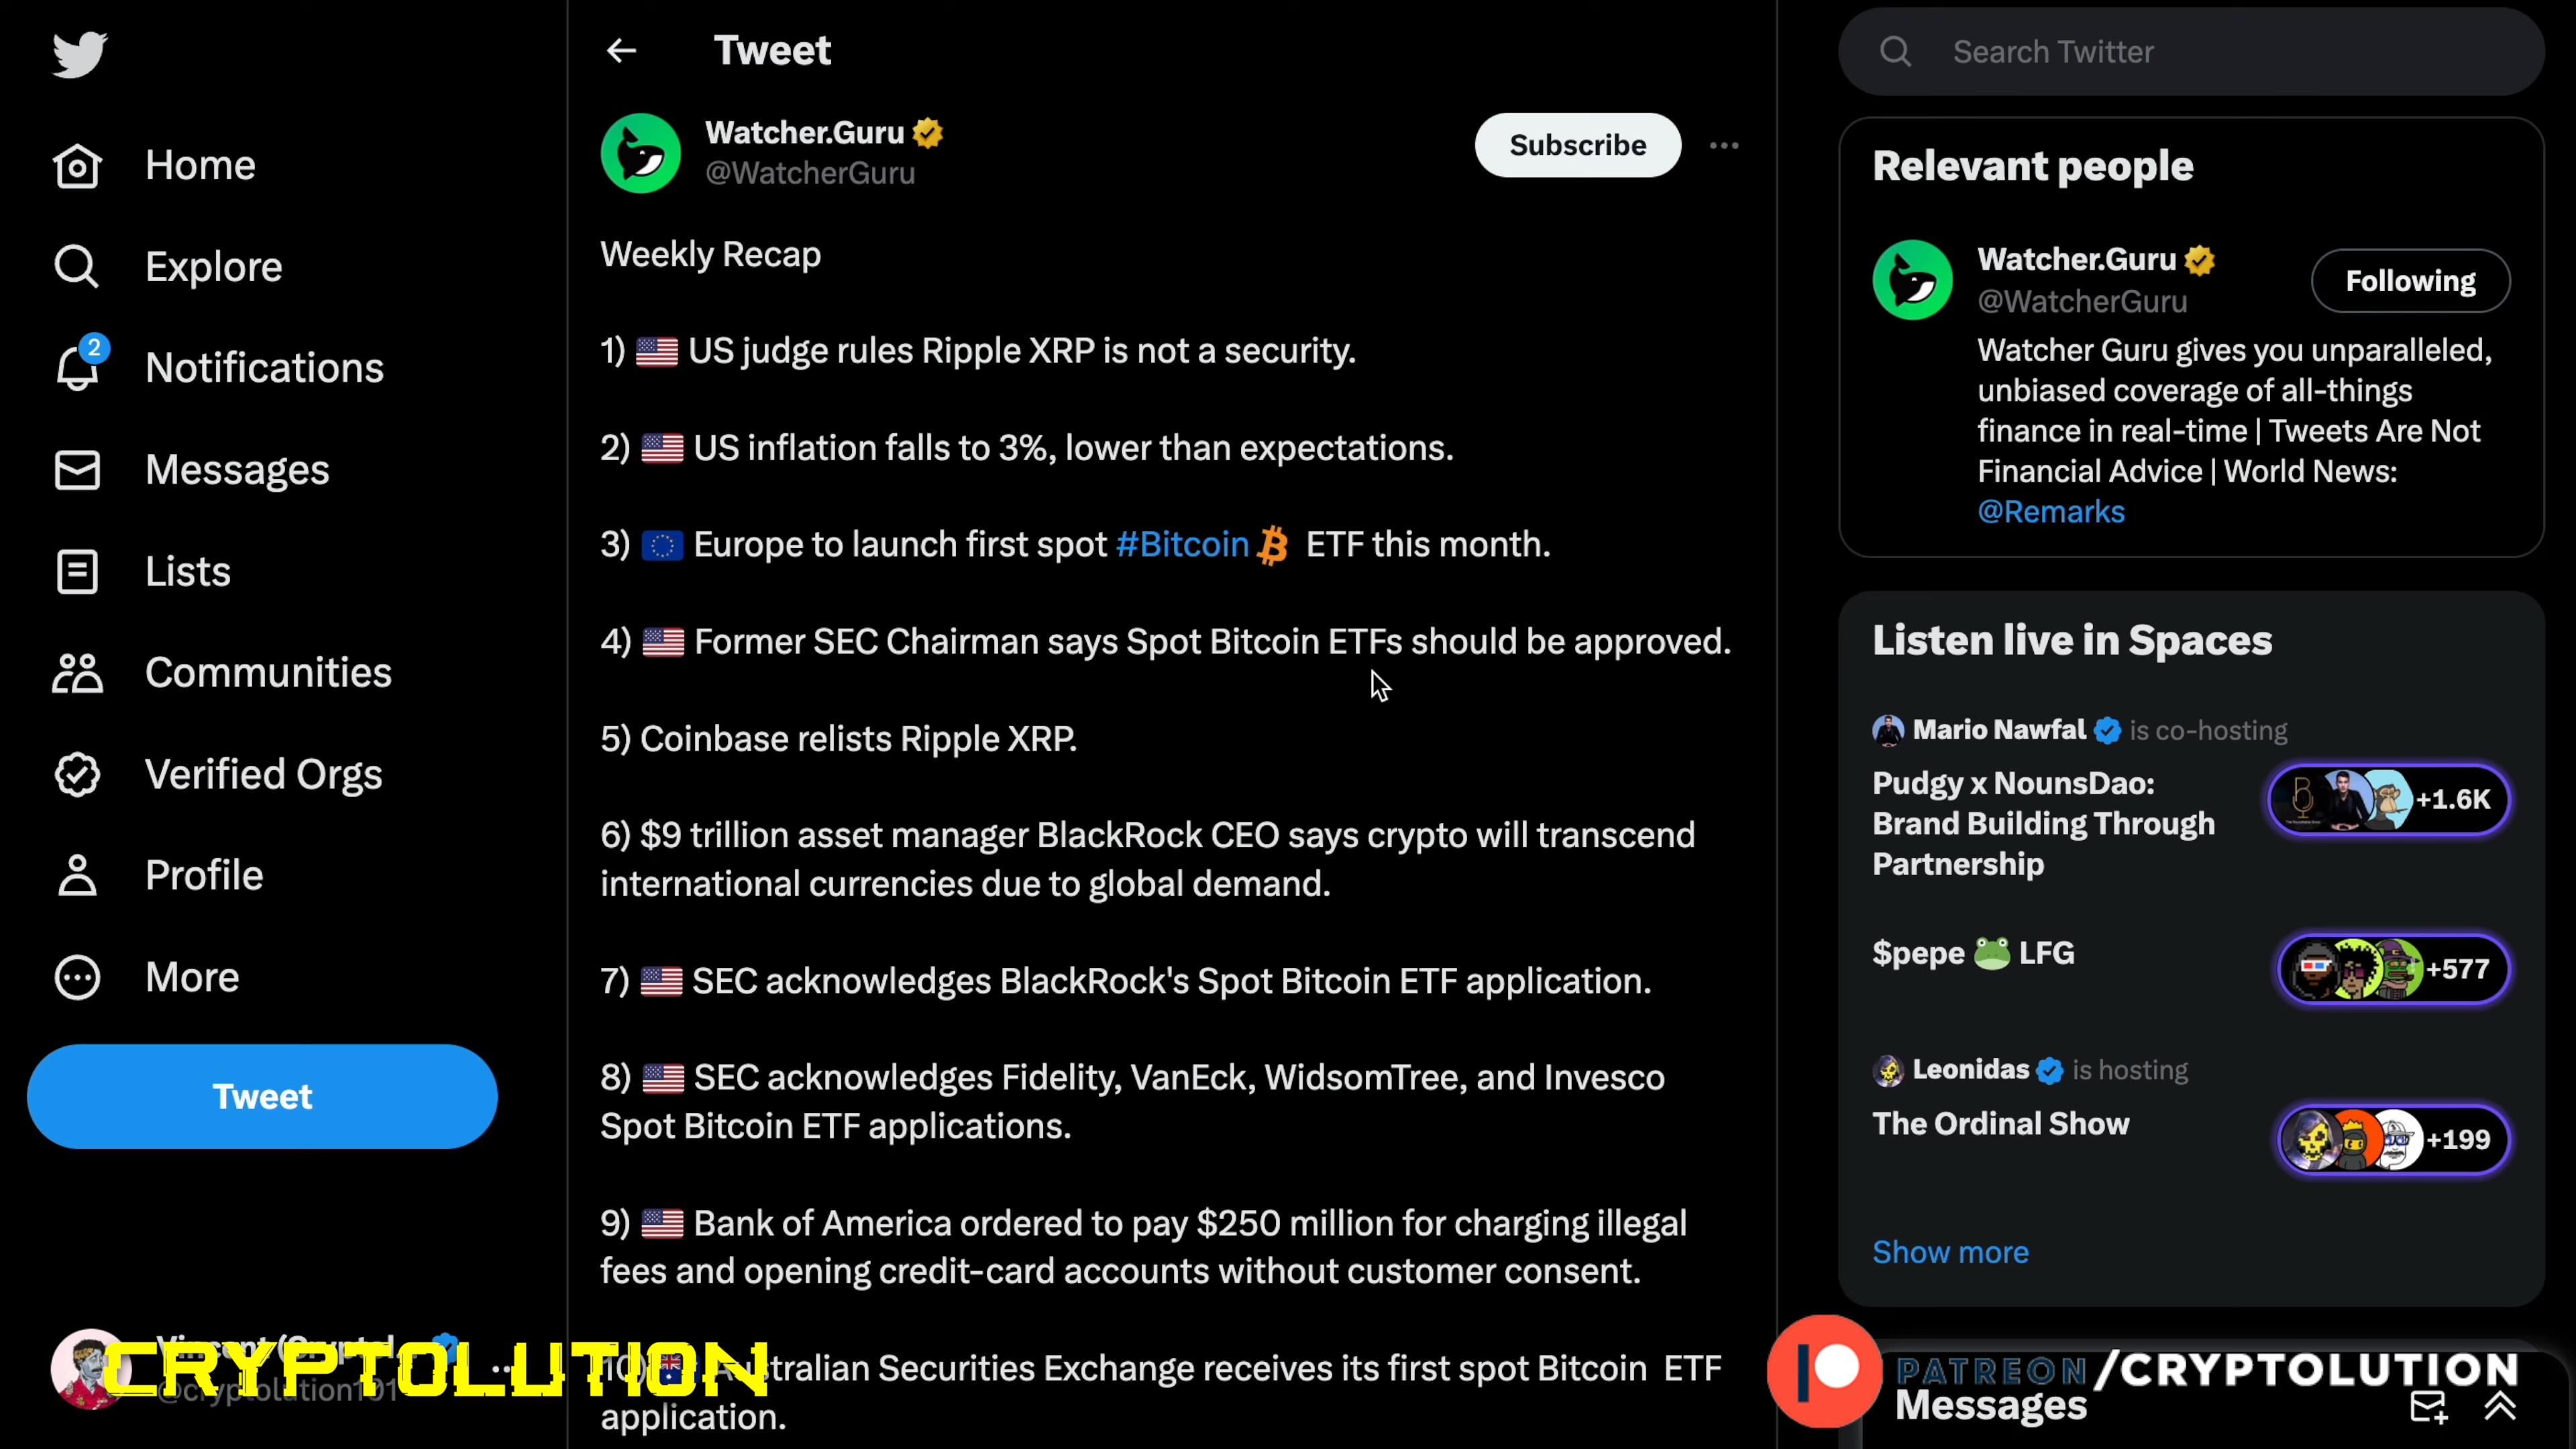 Home
Explore
2
Notifications
Messages
Lists
Communities
Verified Orgs
Profile
More
Tweet
@cryptolution101
CRYPTOLUTION
Tweet
Watcher.Guru
@WatcherGuru
Subscribe
Weekly Recap
1) US judge rules Ripple XRP is not a security.
2) US inflation falls to 3%, lower than expectations.
3) Europe to launch first spot #Bitcoin ETF this month.
4) Former SEC Chairman says Spot Bitcoin ETFs should be approved.
5) Coinbase relists Ripple XRP.
6) $9 trillion asset manager BlackRock CEO says crypto will transcend
international currencies due to global demand.
7) SEC acknowledges BlackRock's Spot Bitcoin ETF application.
8) SEC acknowledges Fidelity, VanEck, WidsomTree, and Invesco
Spot Bitcoin ETF applications.
9) Bank of America ordered to pay $250 million for charging illegal
fees and opening credit-card accounts without customer consent.
10) Australian Securities Exchange receives its first spot Bitcoin ETF
application.
Search Twitter
Relevant people
Watcher.Guru
@WatcherGuru
Following
Watcher Guru gives you unparalleled,
unbiased coverage of all-things
finance in real-time | Tweets Are Not
Financial Advice | World News:
@Remarks
Listen live in Spaces
Mario Nawfal is co-hosting
Pudgy x NounsDao:
Brand Building Through
Partnership
+1.6K
$pepe LFG
+577
Leonidas is hosting
The Ordinal Show
+199
Show more
PATREON/CRYPTOLUTION
Messages